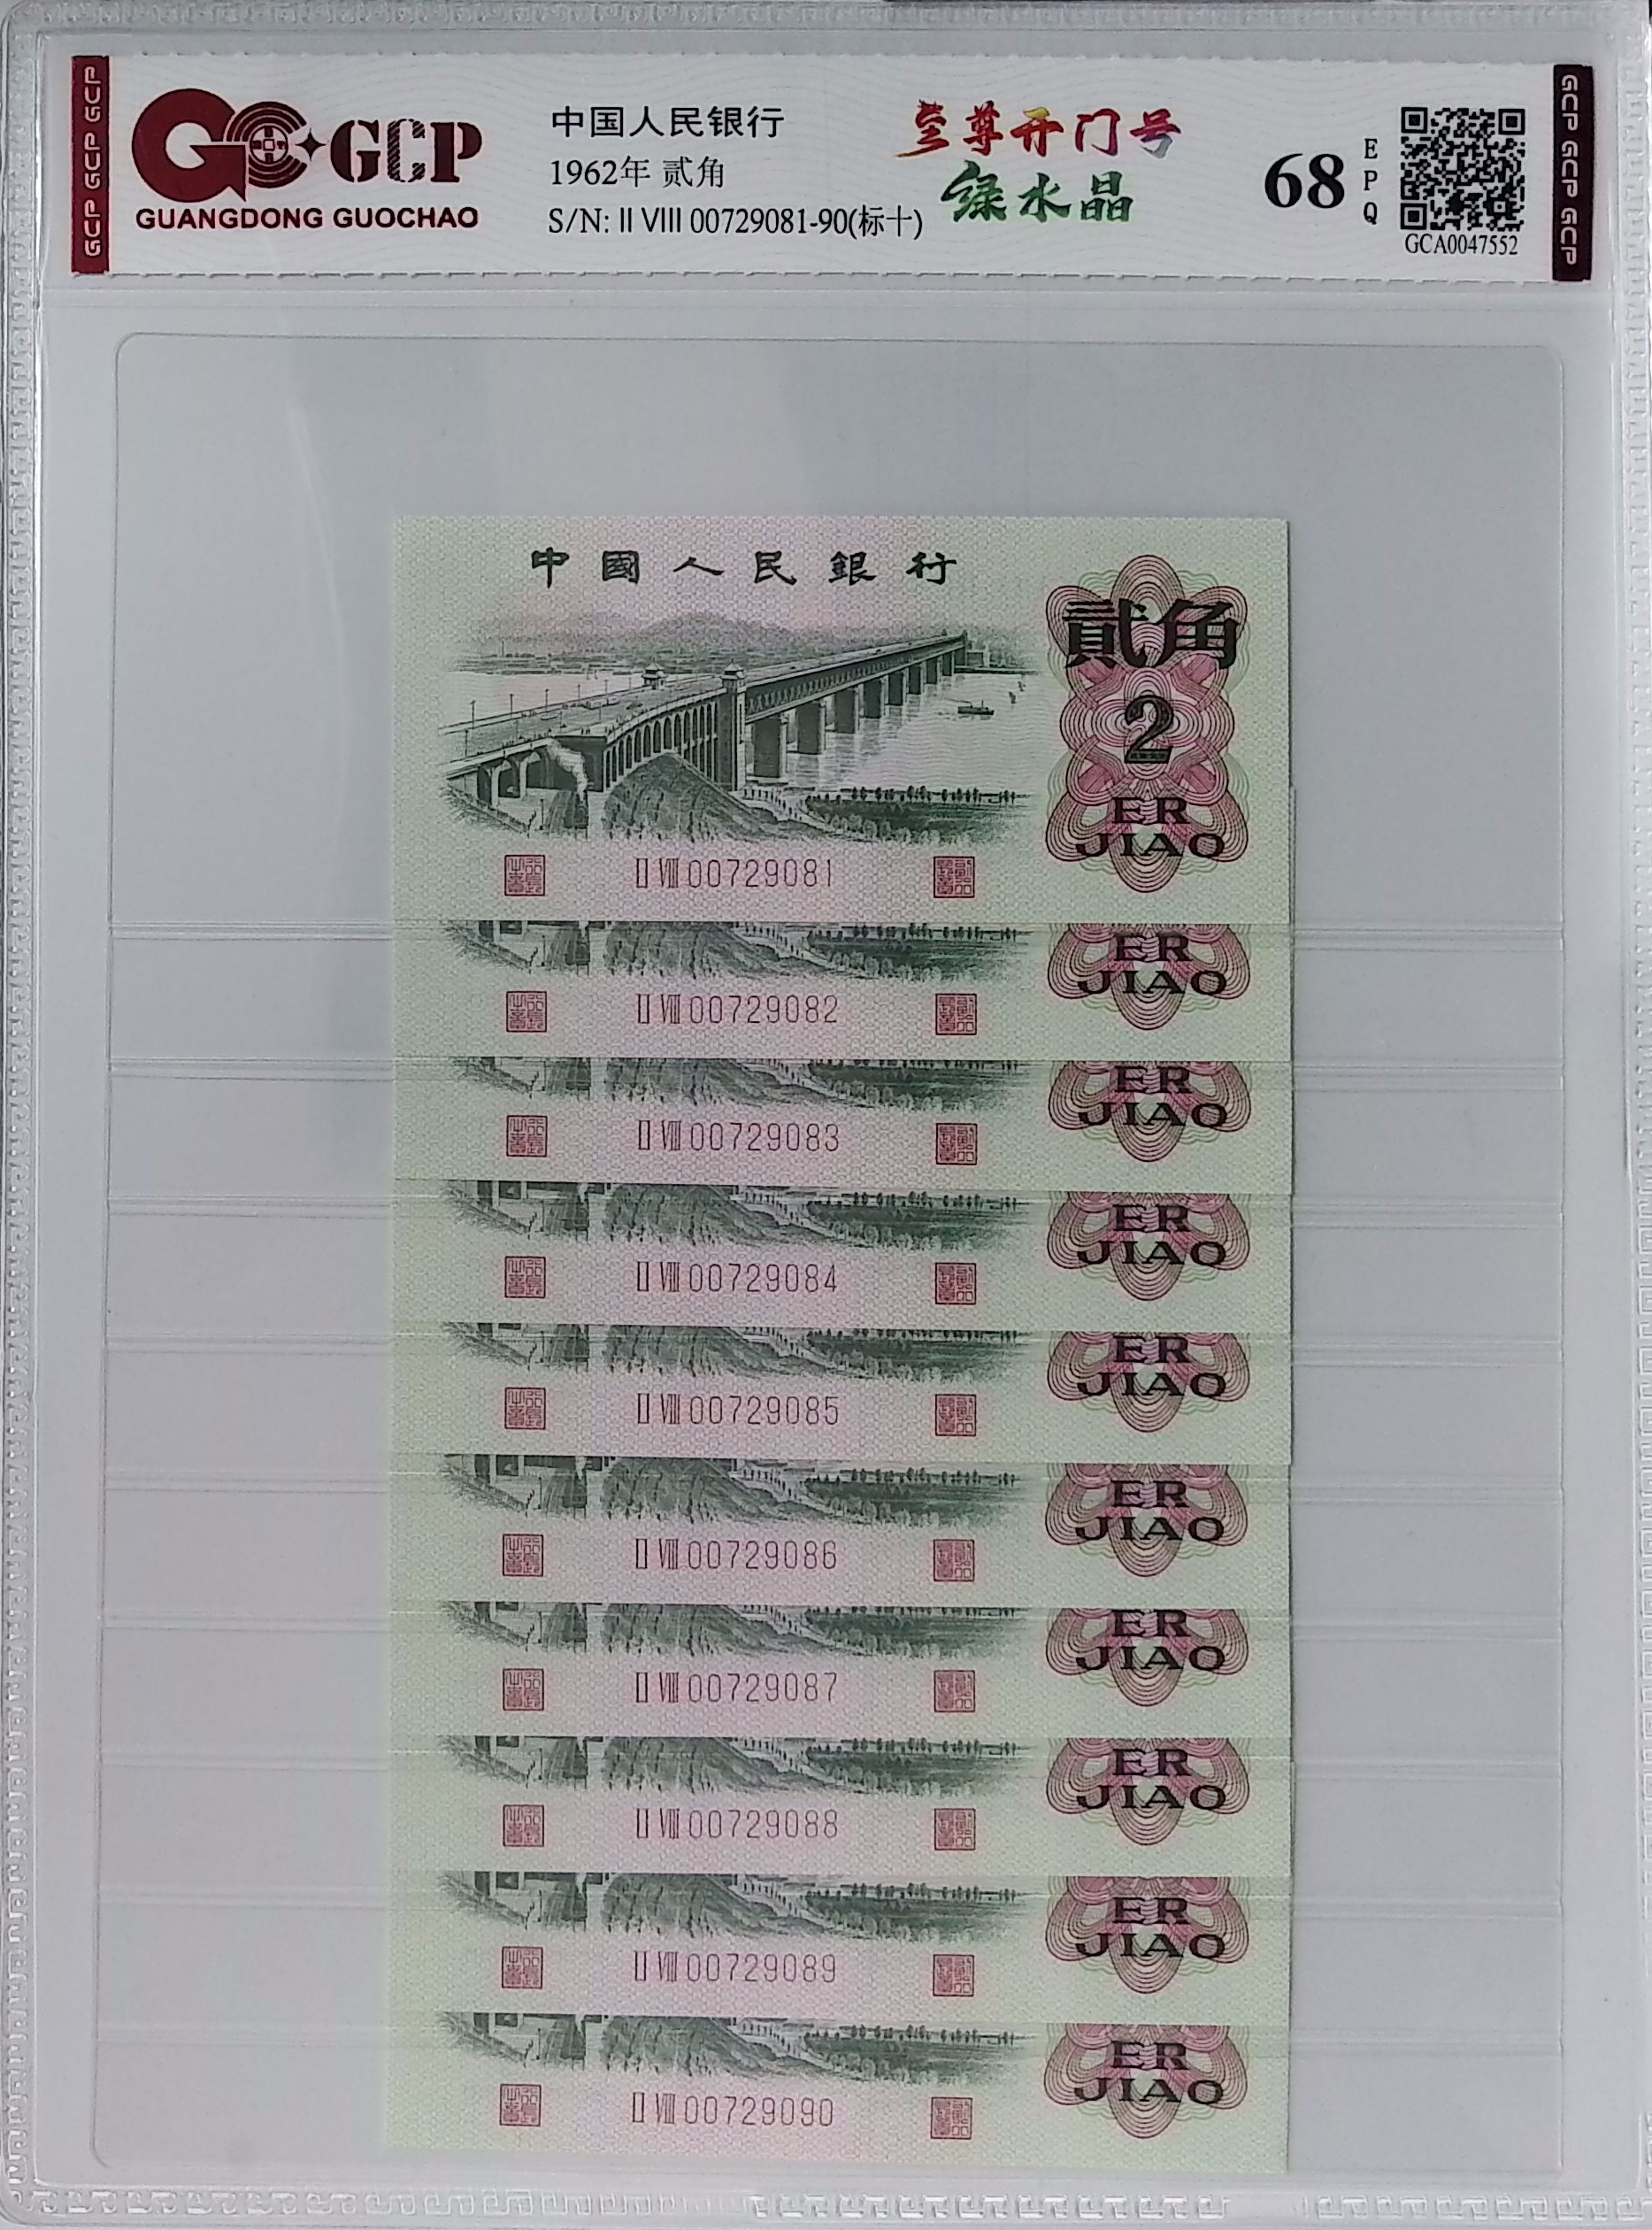 GCP GCP GCP
GCP
GUANGDONG GUOCHAO
中国人民银行
1962年 贰角
S/N: II VIII 00729081-90(标十)
至尊开门号
绿水晶
68
EPQ
GCA0047552
GCP GCP GCP
中國人民銀行
貳角
2
ER
JIAO
II VIII 00729081
ER
JIAO
II VIII 00729082
ER
JIAO
II VIII 00729083
ER
JIAO
II VIII 00729084
ER
JIAO
II VIII 00729085
ER
JIAO
II VIII 00729086
ER
JIAO
II VIII 00729087
ER
JIAO
II VIII 00729088
ER
JIAO
II VIII 00729089
ER
JIAO
II VIII 00729090